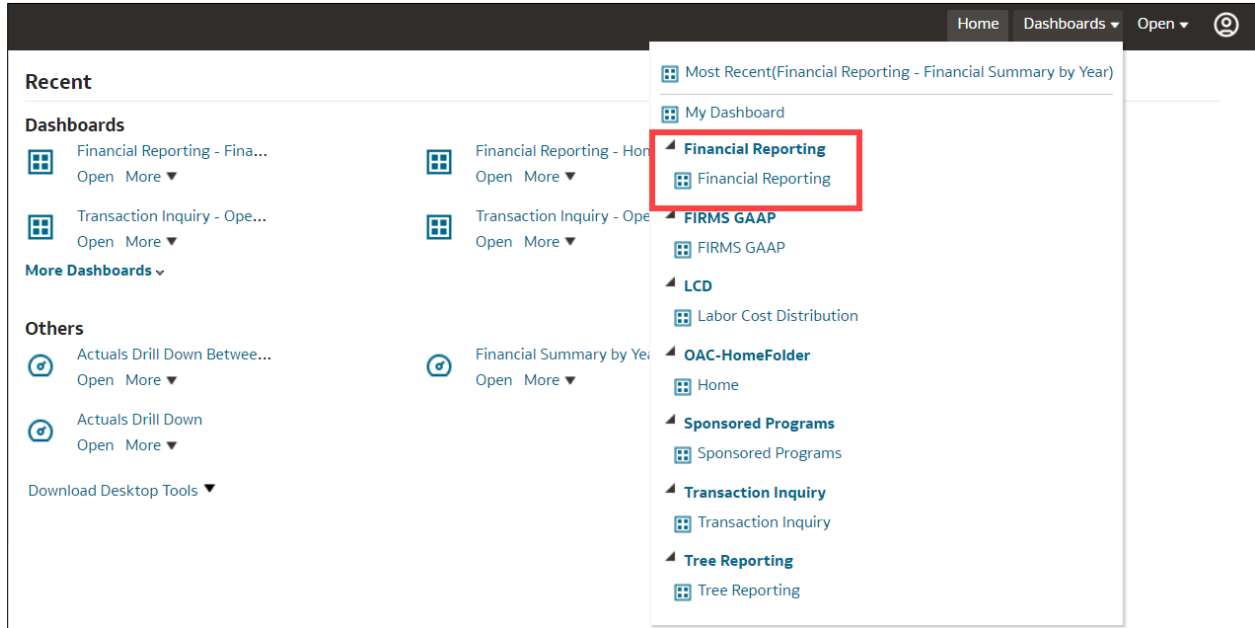 Home Dashboards Open
Recent
Dashboards
Financial Reporting - Fina...
Open More
Financial Reporting - Hon
Open More
Transaction Inquiry - Ope...
Open More
Transaction Inquiry - Ope
Open More
More Dashboards
Others
Actuals Drill Down Betwee...
Open More
Financial Summary by Yea
Open More
Actuals Drill Down
Open More
Download Desktop Tools
Most Recent(Financial Reporting - Financial Summary by Year)
My Dashboard
Financial Reporting
Financial Reporting
FIRMS GAAP
FIRMS GAAP
LCD
Labor Cost Distribution
OAC-HomeFolder
Home
Sponsored Programs
Sponsored Programs
Transaction Inquiry
Transaction Inquiry
Tree Reporting
Tree Reporting